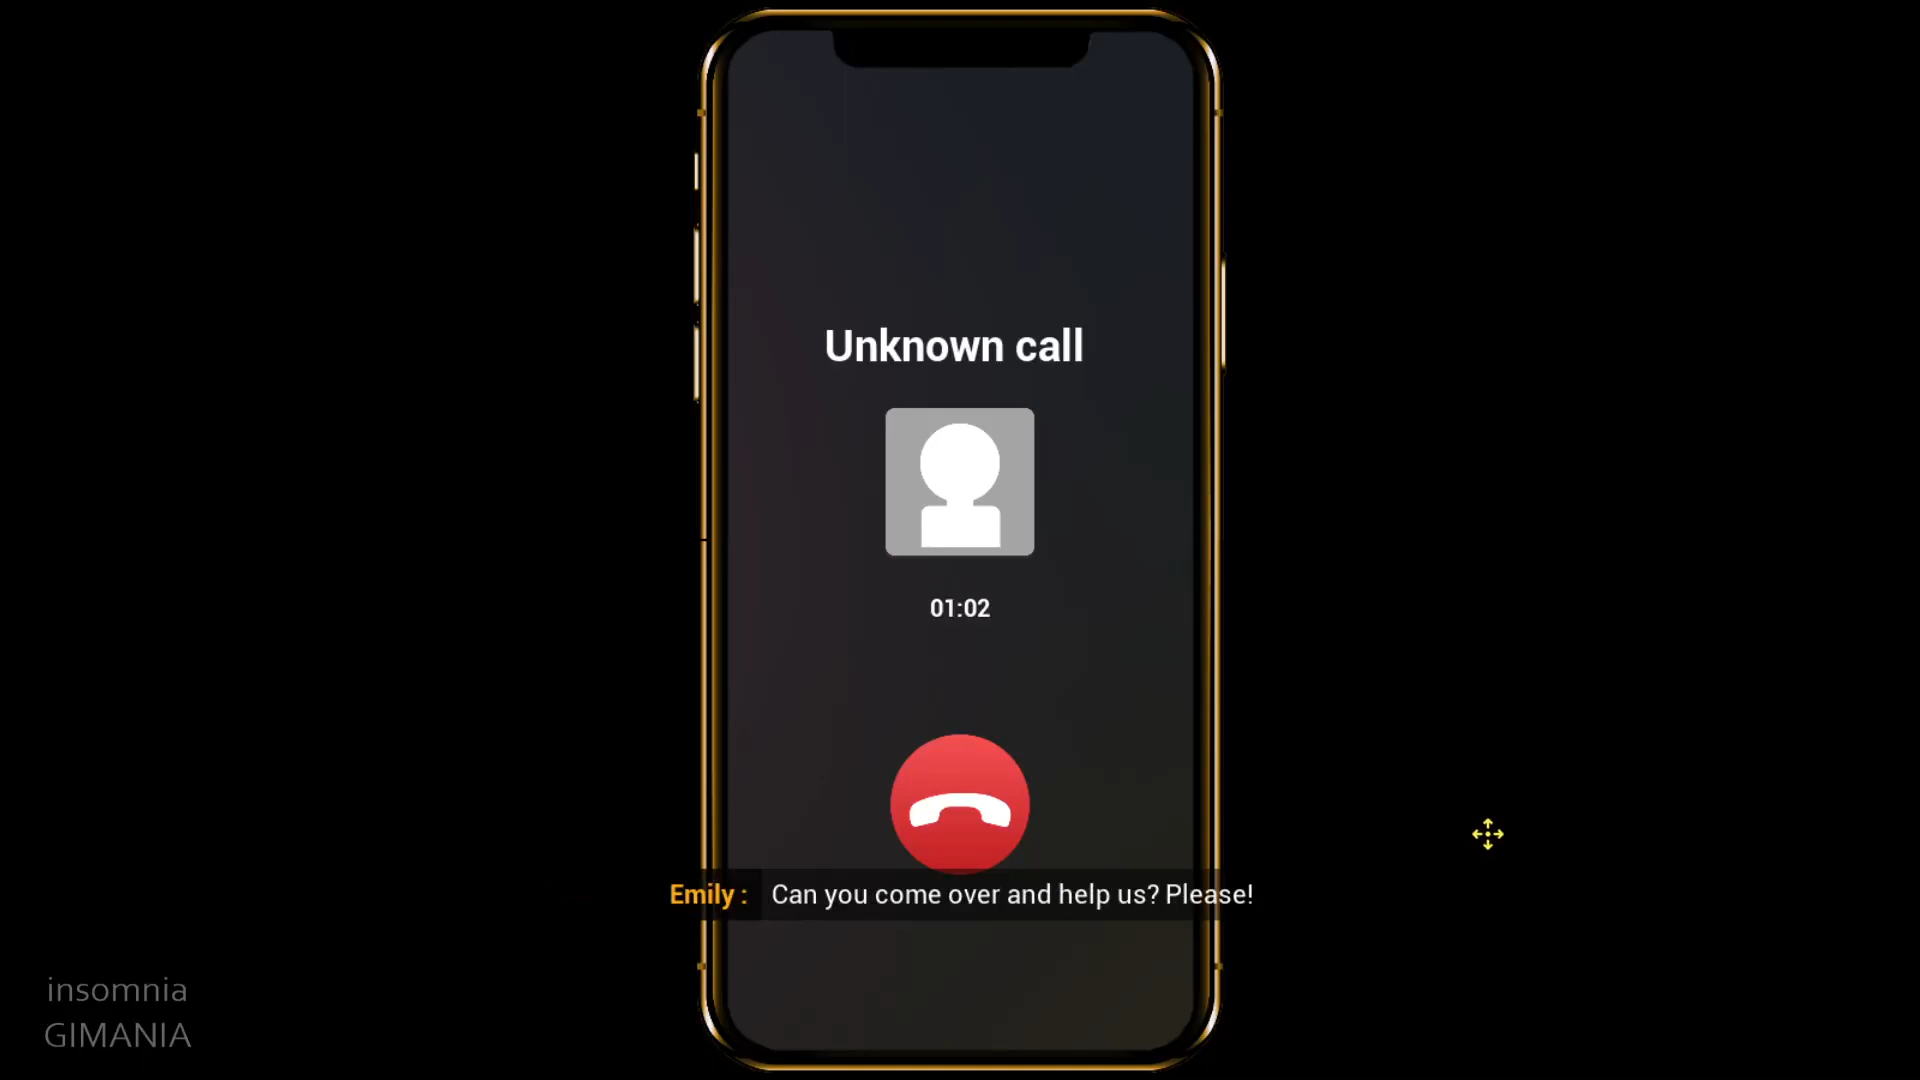 Unknown call
01:02
Emily : Can you come over and help us? Please!
insomnia
GIMANIA